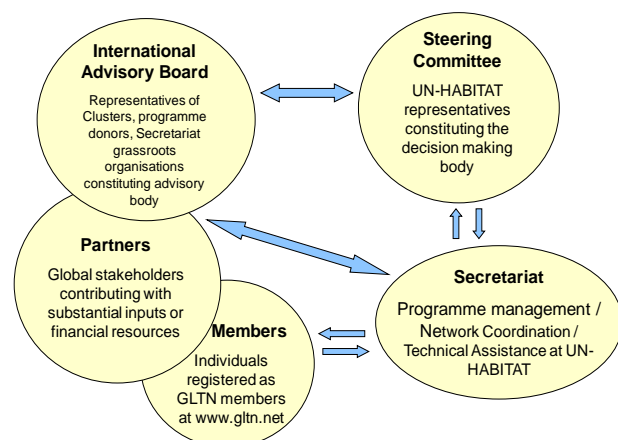 International
Advisory Board
Representatives of
Clusters, programme
donors, Secretariat
grassroots
organisations
constituting advisory
body
Steering
Committee
UN-HABITAT
representatives
constituting the
decision making
body
Partners
Global stakeholders
contributing with
substantial inputs or
financial resources
Members
Individuals
registered as
GLTN members
at www.gltn.net
Secretariat
Programme management /
Network Coordination /
Technical Assistance at UN-
HABITAT